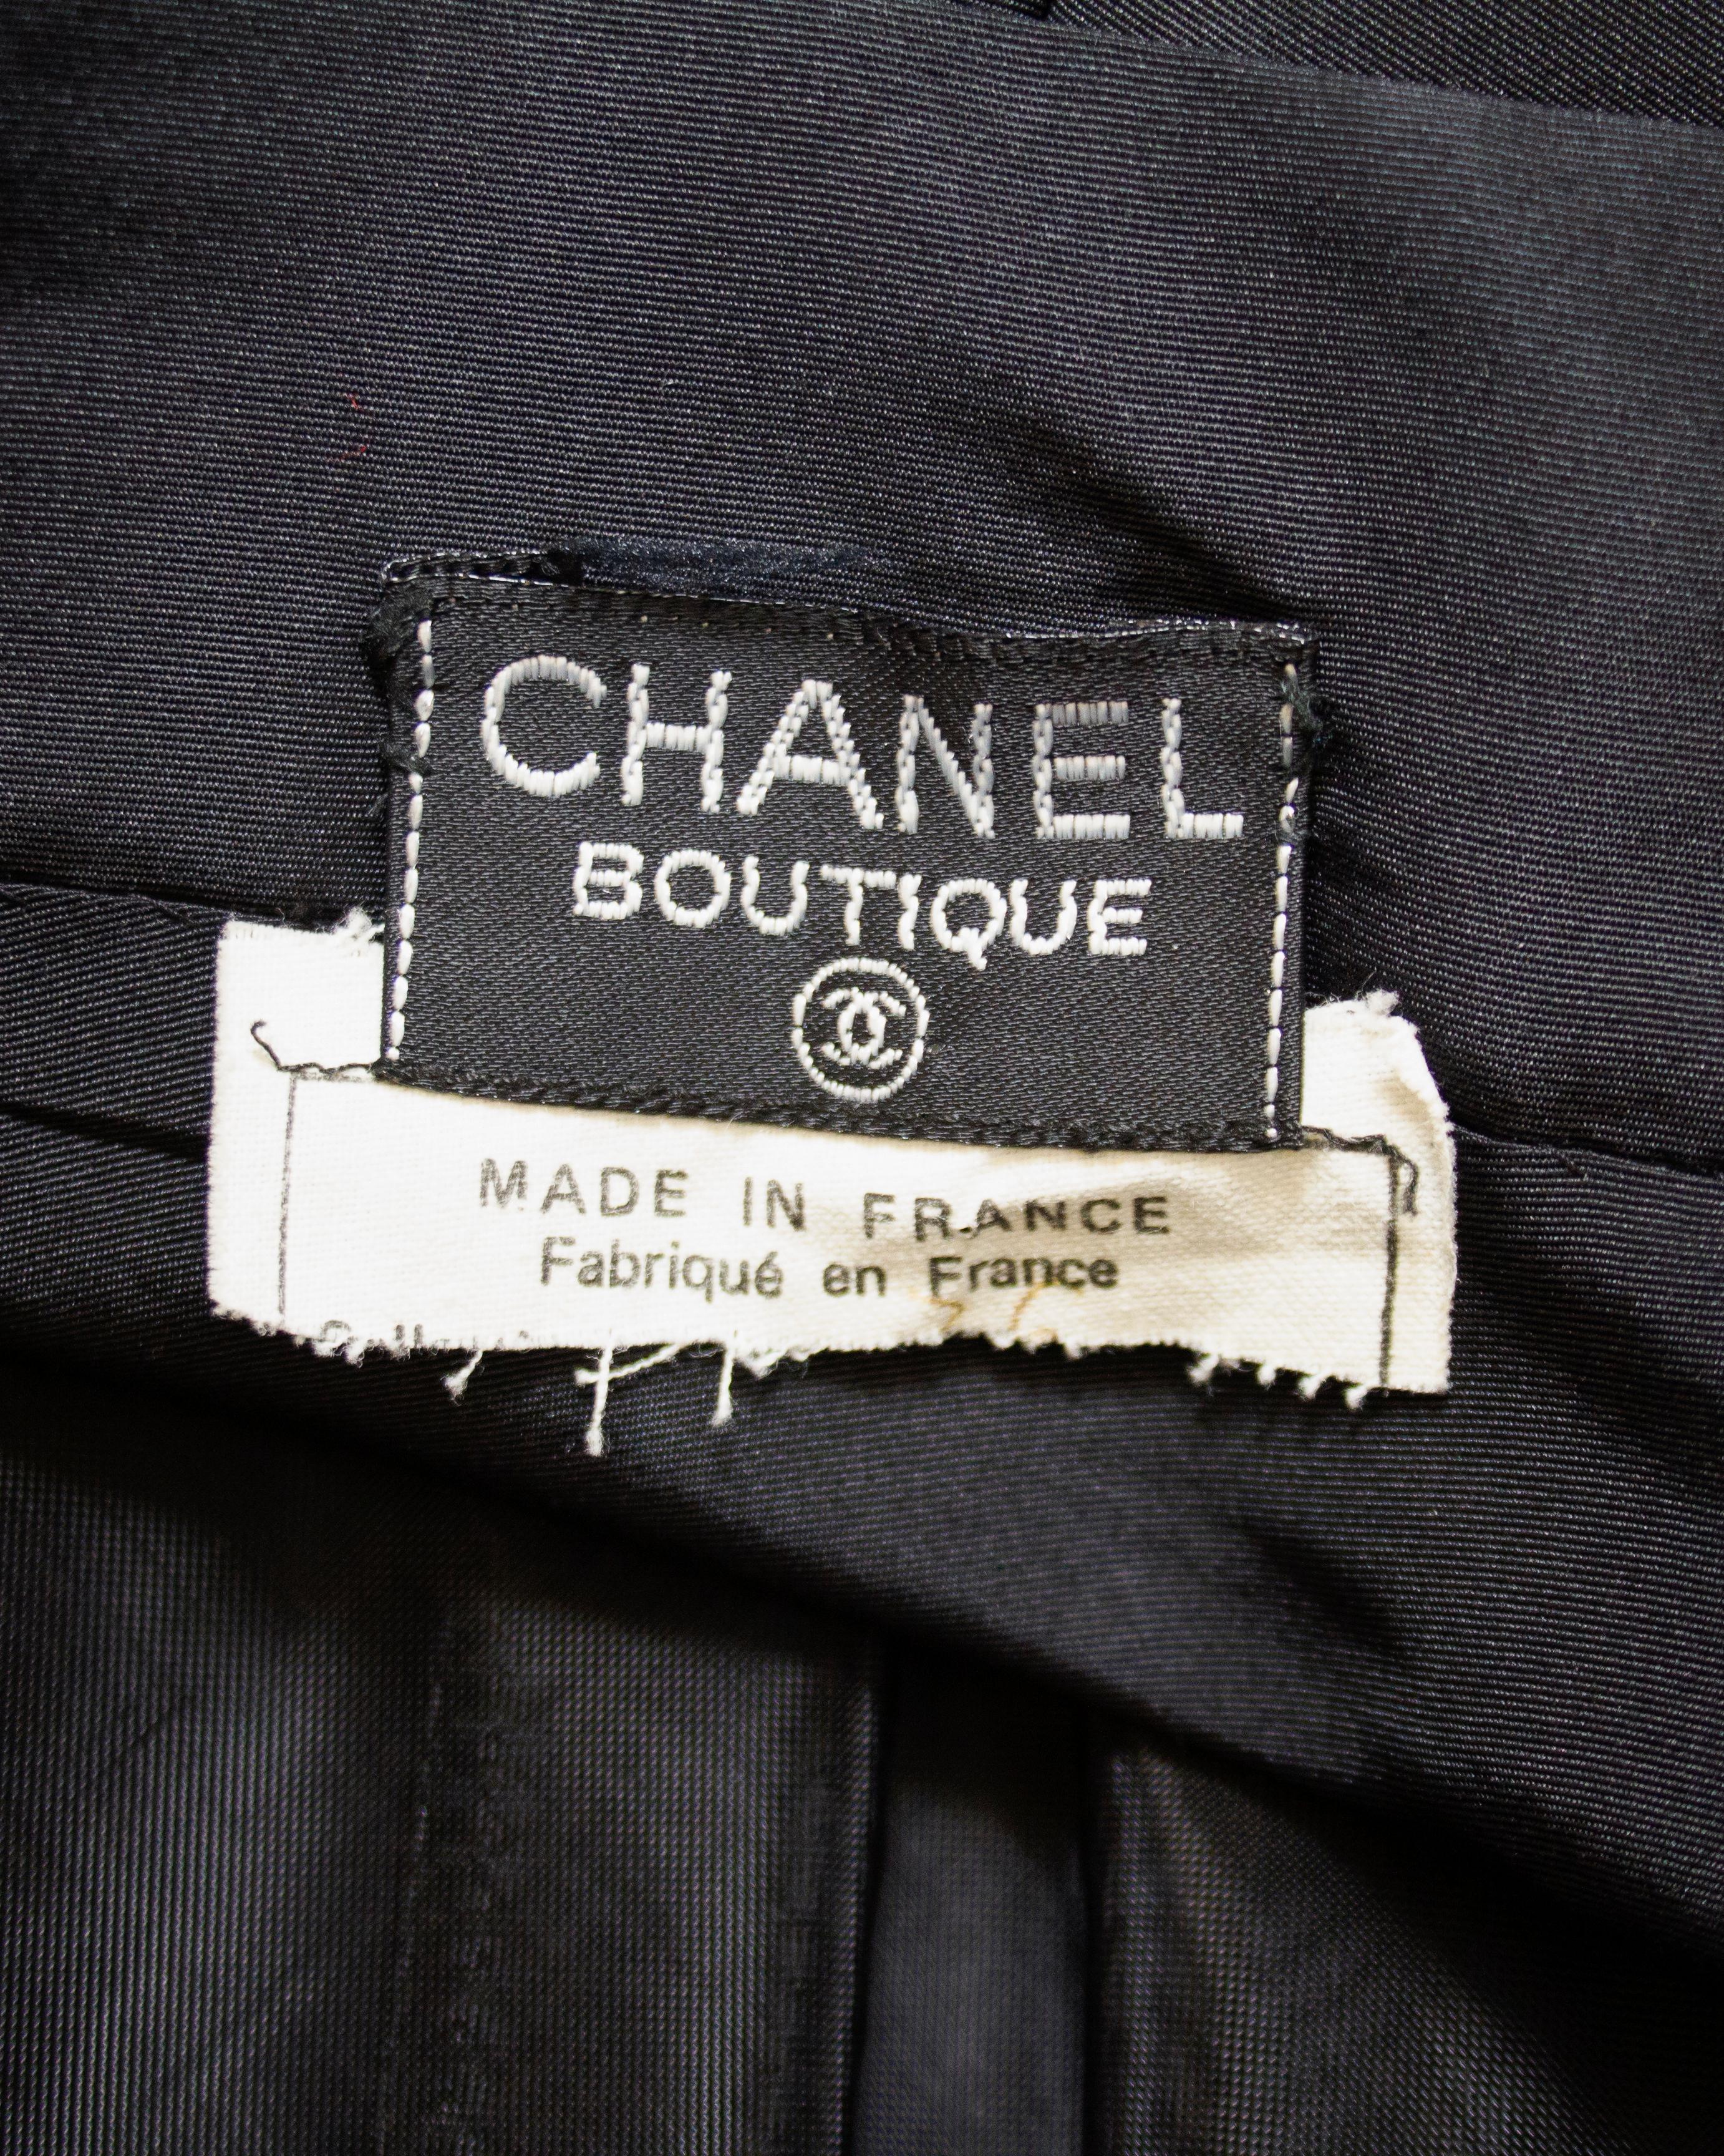 CHANEL
BOUTIQUE
MADE IN FRANCE
Fabriqué en France